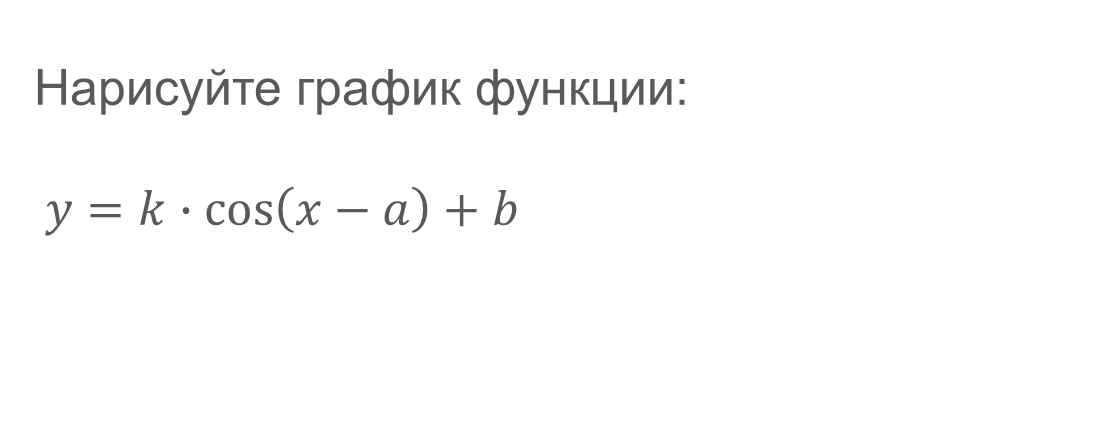 Нарисуйте график функции:
y = k · cos(x − a) + b